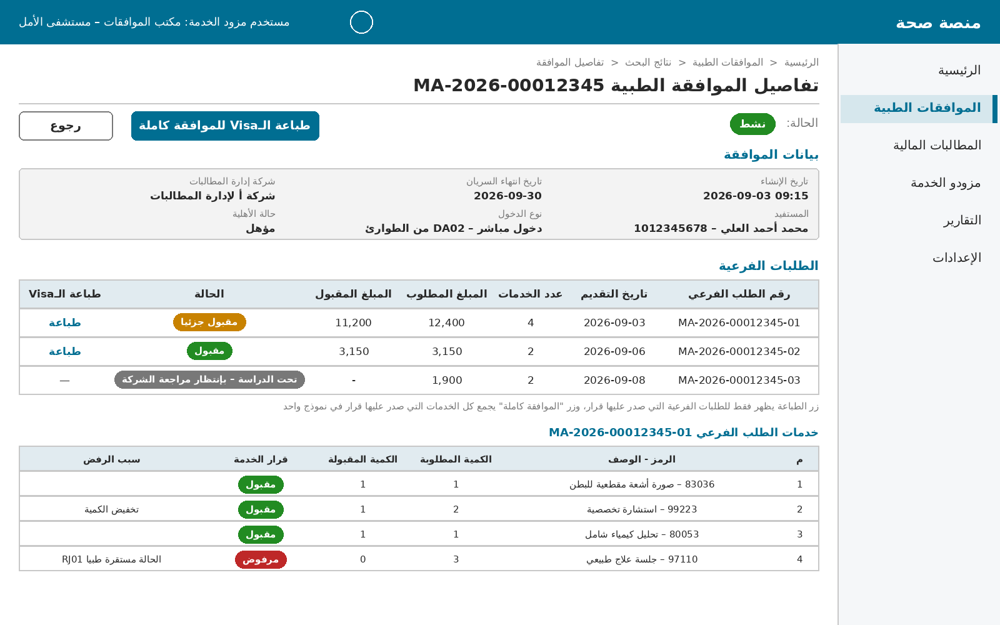 منصة صحة
مستخدم مزود الخدمة: مكتب الموافقات – مستشفى الأمل
الرئيسية
الموافقات الطبية
المطالبات المالية
مزودو الخدمة
التقارير
الإعدادات
الرئيسية > الموافقات الطبية > نتائج البحث > تفاصيل الموافقة
تفاصيل الموافقة الطبية MA-2026-00012345
الحالة: نشط
طباعة الـVisa للموافقة كاملة
رجوع
بيانات الموافقة
تاريخ الإنشاء تاريخ انتهاء السريان شركة إدارة المطالبات
2026-09-03 09:15 2026-09-30 شركة أ لإدارة المطالبات
المستفيد نوع الدخول حالة الأهلية
محمد أحمد العلي – 1012345678 دخول مباشر – DA02 من الطوارئ مؤهل
الطلبات الفرعية
رقم الطلب الفرعي تاريخ التقديم عدد الخدمات المبلغ المطلوب المبلغ المقبول الحالة طباعة الـVisa
MA-2026-00012345-01 2026-09-03 4 12,400 11,200 مقبول جزئيا طباعة
MA-2026-00012345-02 2026-09-06 2 3,150 3,150 مقبول طباعة
MA-2026-00012345-03 2026-09-08 2 1,900 - تحت الدراسة – بإنتظار مراجعة الشركة —
زر الطباعة يظهر فقط للطلبات الفرعية التي صدر عليها قرار، وزر "الموافقة كاملة" يجمع كل الخدمات التي صدر عليها قرار في نموذج واحد
خدمات الطلب الفرعي MA-2026-00012345-01
م الرمز - الوصف الكمية المطلوبة الكمية المقبولة قرار الخدمة سبب الرفض
1 83036 – صورة أشعة مقطعية للبطن 1 1 مقبول
2 99223 – استشارة تخصصية 2 1 مقبول تخفيض الكمية
3 80053 – تحليل كيمياء شامل 1 1 مقبول
4 97110 – جلسة علاج طبيعي 3 0 مرفوض الحالة مستقرة طبيا RJ01